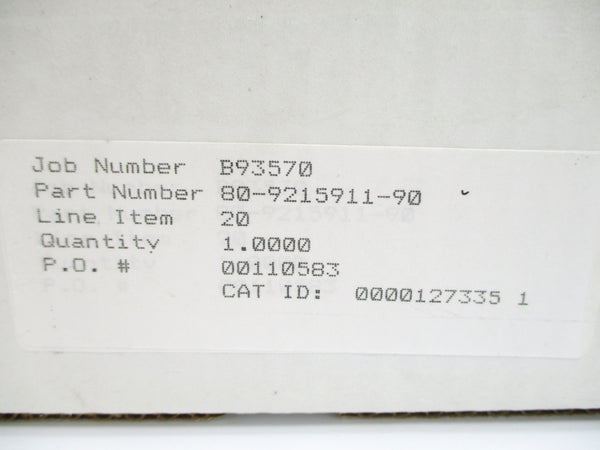 Job Number B93570
Part Number 80-9215911-90
Line Item 20
Quantity 1.0000
P.O. # 00110583
CAT ID: 0000127335 1